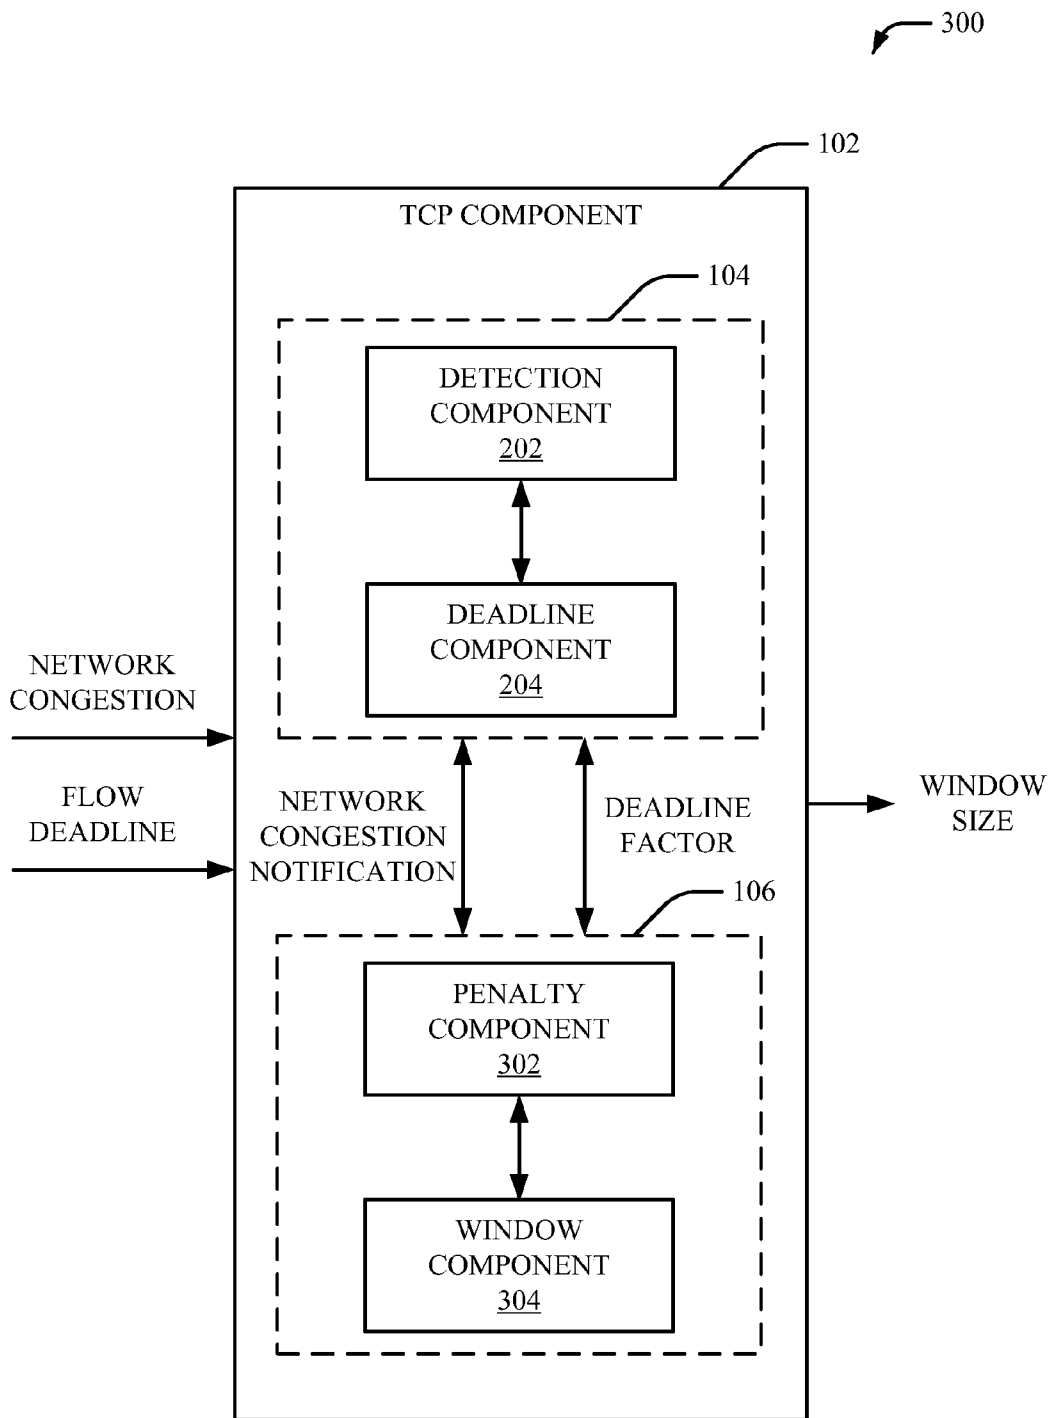 300
102
TCP COMPONENT
104
DETECTION
COMPONENT
202
DEADLINE
COMPONENT
204
NETWORK
CONGESTION
FLOW
DEADLINE
NETWORK
CONGESTION
NOTIFICATION
DEADLINE
FACTOR
WINDOW
SIZE
106
PENALTY
COMPONENT
302
WINDOW
COMPONENT
304